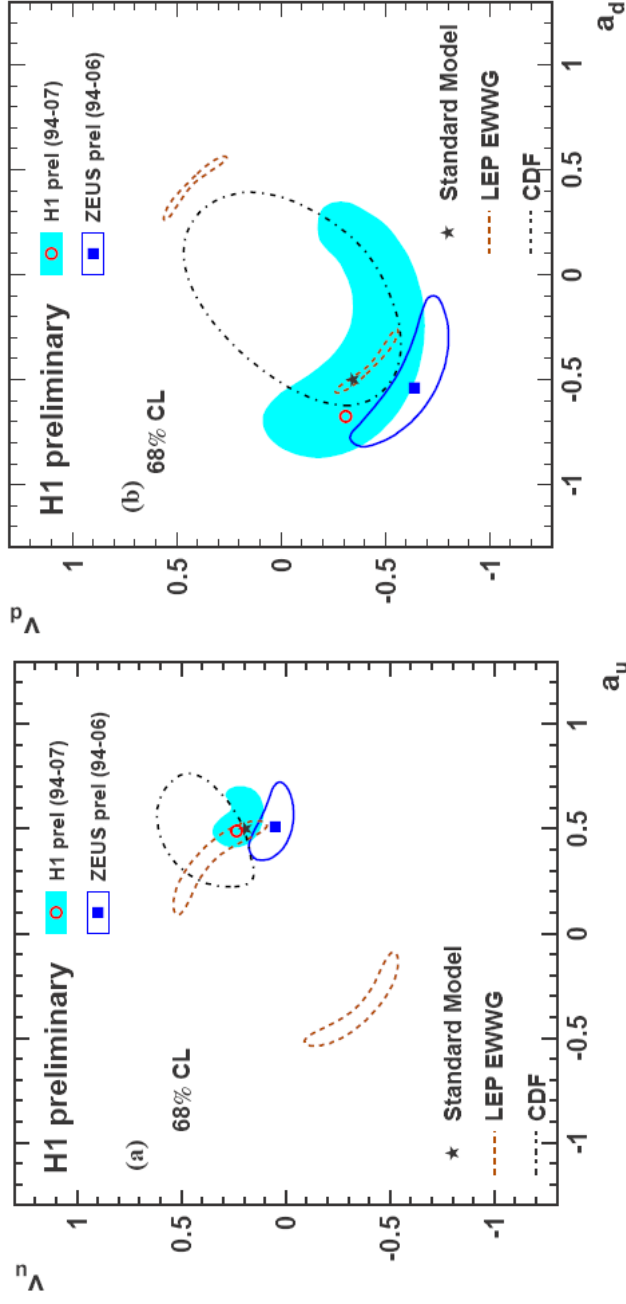 H1 preliminary
H1 prel (94-07)
ZEUS prel (94-06)
(a)
68% CL
Standard Model
LEP EWWG
CDF
v_u
1
0.5
0
-0.5
-1
-1
-0.5
0
0.5
1
a_u
H1 preliminary
H1 prel (94-07)
ZEUS prel (94-06)
(b)
68% CL
Standard Model
LEP EWWG
CDF
v_d
1
0.5
0
-0.5
-1
-1
-0.5
0
0.5
1
a_d